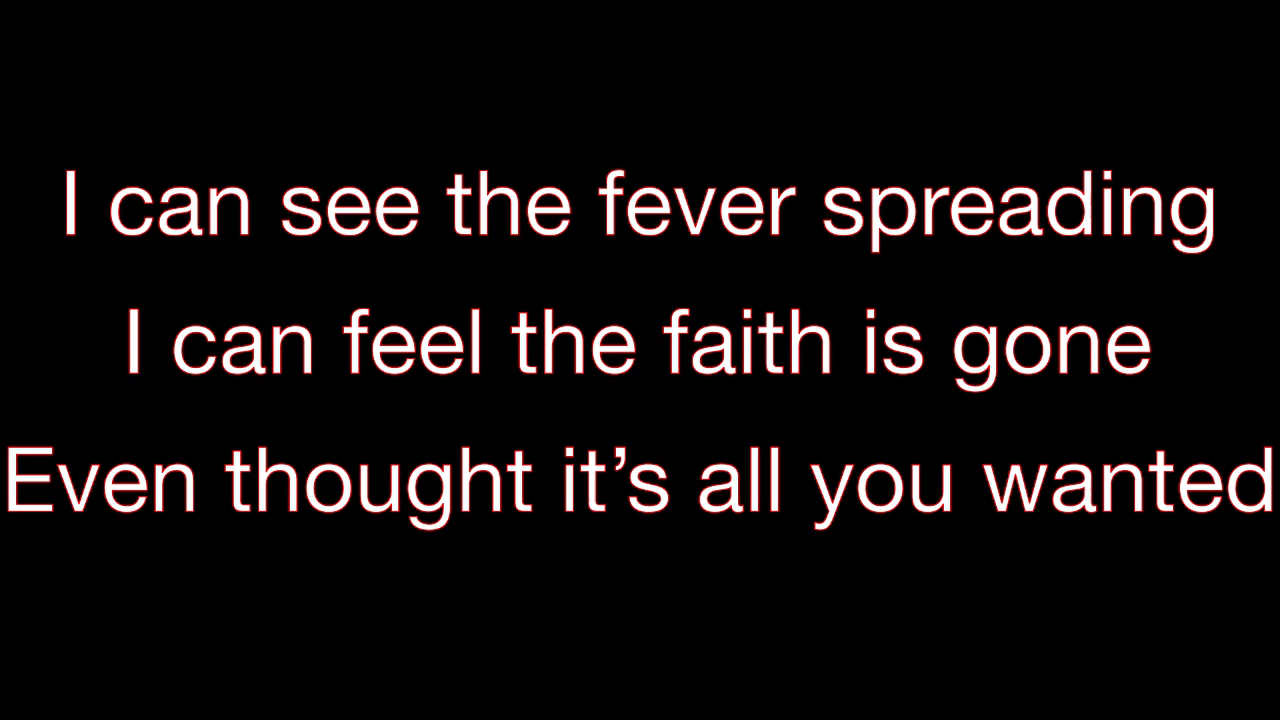 I can see the fever spreading
I can feel the faith is gone
Even thought it’s all you wanted